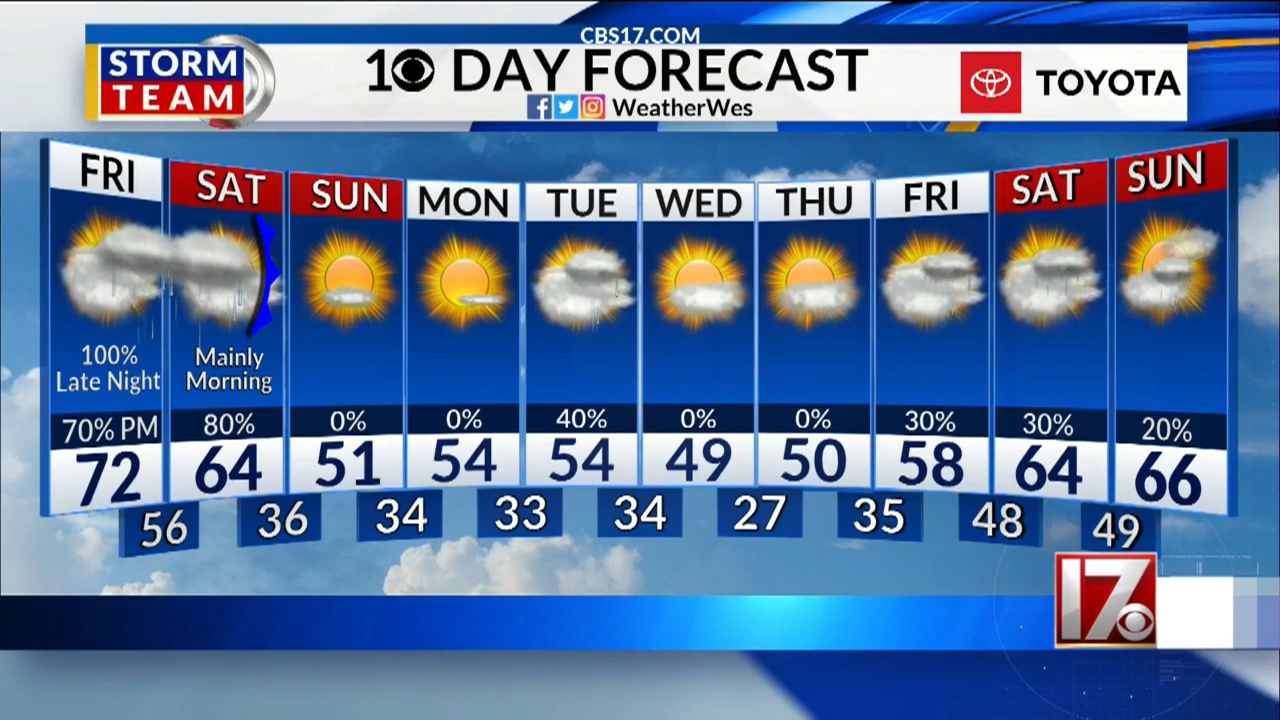 CBS17.COM
STORM
TEAM
10 DAY FORECAST
WeatherWes
TOYOTA
FRI SAT SUN MON TUE WED THU FRI SAT SUN
100%
Late Night
Mainly
Morning
70% PM 80% 0% 0% 40% 0% 0% 30% 30% 20%
72 64 51 54 54 49 50 58 64 66
56 36 34 33 34 27 35 48 49
17